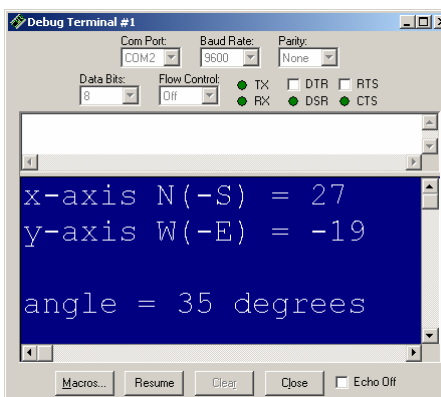 Debug Terminal #1
Com Port: Baud Rate: Parity:
COM2 9600 None
Data Bits: Flow Control: TX DTR RTS
8 Off RX DSR CTS
x-axis N(-S) = 27
y-axis W(-E) = -19
angle = 35 degrees
Macros... Resume Clear Close Echo Off